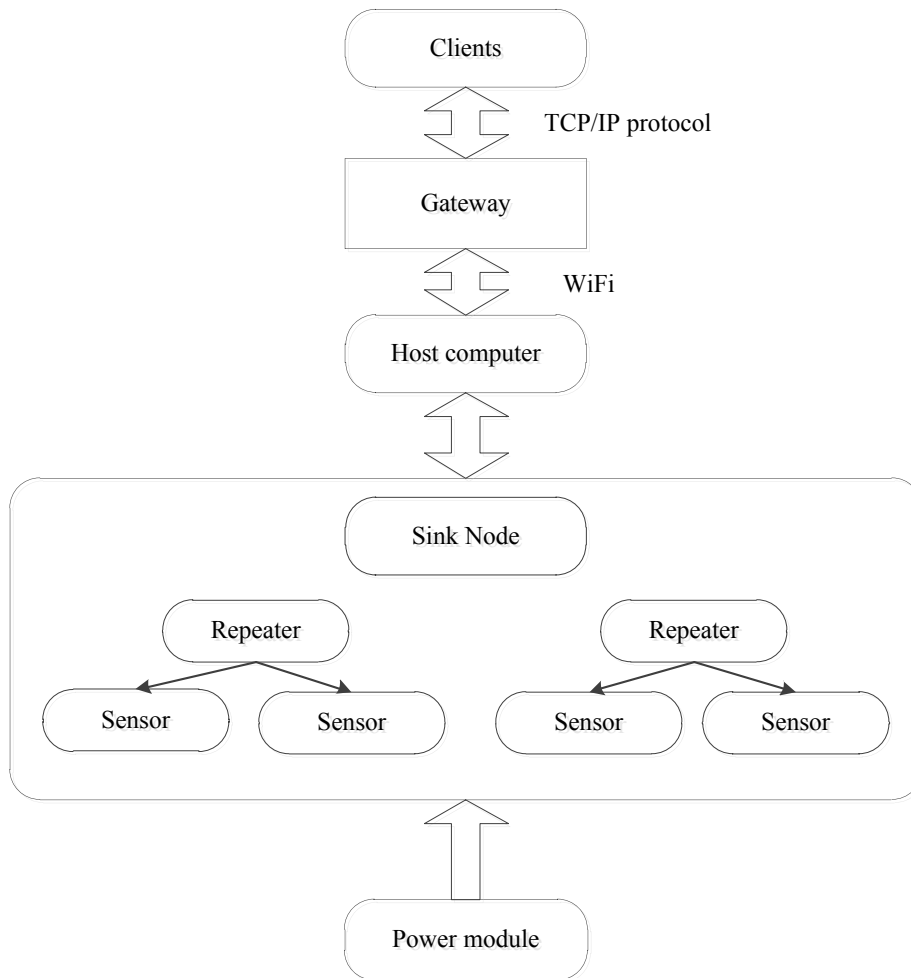 Clients
TCP/IP protocol
Gateway
WiFi
Host computer
Sink Node
Repeater
Repeater
Sensor
Sensor
Sensor
Sensor
Power module